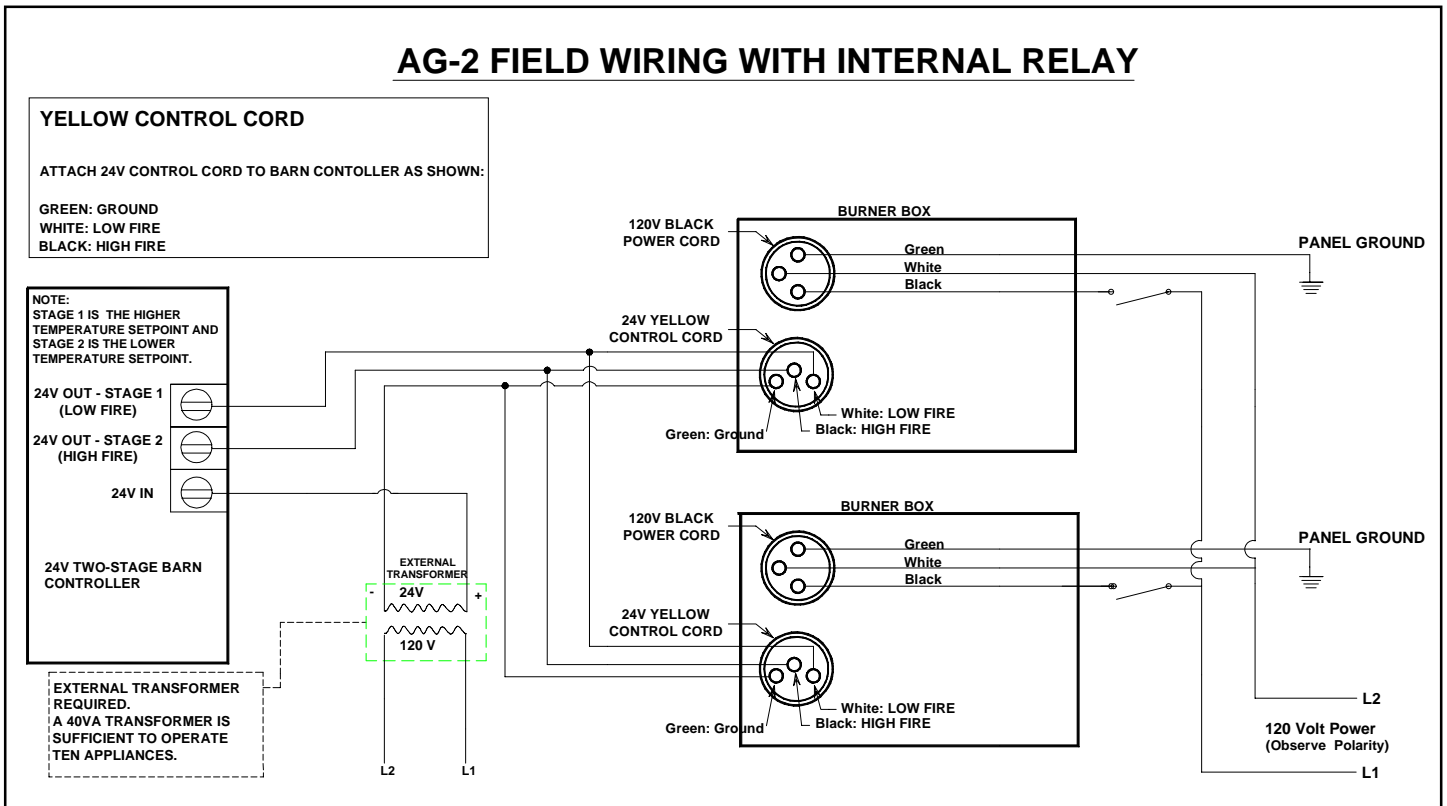 AG-2 FIELD WIRING WITH INTERNAL RELAY
YELLOW CONTROL CORD
ATTACH 24V CONTROL CORD TO BARN CONTOLLER AS SHOWN:
GREEN: GROUND
WHITE: LOW FIRE
BLACK: HIGH FIRE
NOTE:
STAGE 1 IS THE HIGHER
TEMPERATURE SETPOINT AND
STAGE 2 IS THE LOWER
TEMPERATURE SETPOINT.
24V OUT - STAGE 1
(LOW FIRE)
24V OUT - STAGE 2
(HIGH FIRE)
24V IN
24V TWO-STAGE BARN
CONTROLLER
EXTERNAL TRANSFORMER
REQUIRED.
A 40VA TRANSFORMER IS
SUFFICIENT TO OPERATE
TEN APPLIANCES.
EXTERNAL
TRANSFORMER
- 24V +
120 V
L2 L1
BURNER BOX
120V BLACK
POWER CORD
Green
White
Black
24V YELLOW
CONTROL CORD
White: LOW FIRE
Black: HIGH FIRE
Green: Ground
PANEL GROUND
BURNER BOX
120V BLACK
POWER CORD
Green
White
Black
24V YELLOW
CONTROL CORD
White: LOW FIRE
Black: HIGH FIRE
Green: Ground
PANEL GROUND
L2
120 Volt Power
(Observe Polarity)
L1